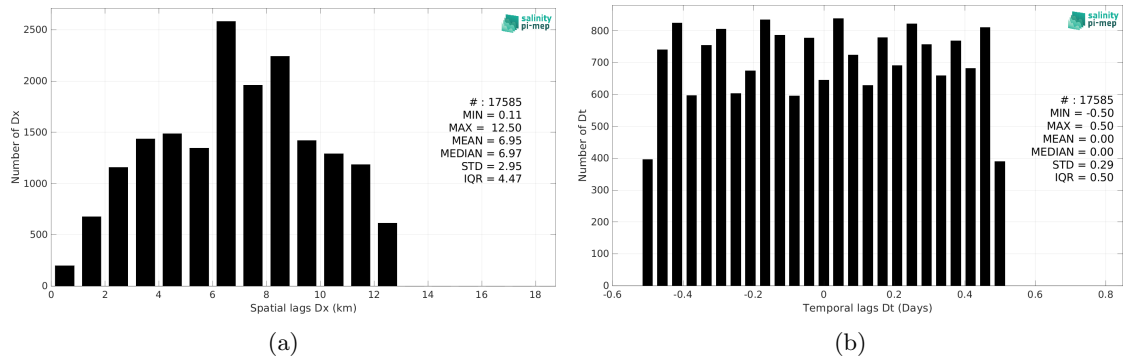 salinity
pi-mep
2500
2000
1500
1000
500
0
Number of Dx
# : 17585
MIN = 0.11
MAX = 12.50
MEAN = 6.95
MEDIAN = 6.97
STD = 2.95
IQR = 4.47
0 2 4 6 8 10 12 14 16 18
Spatial lags Dx (km)
(a)
salinity
pi-mep
800
700
600
500
400
300
200
100
0
Number of Dt
# : 17585
MIN = -0.50
MAX = 0.50
MEAN = 0.00
MEDIAN = 0.00
STD = 0.29
IQR = 0.50
-0.6 -0.4 -0.2 0 0.2 0.4 0.6 0.8
Temporal lags Dt (Days)
(b)